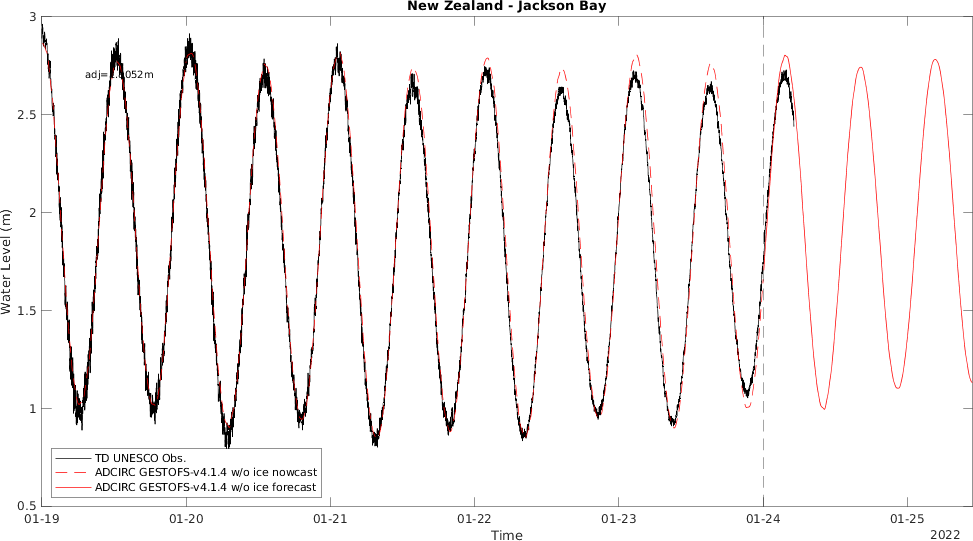 New Zealand - Jackson Bay
3
2.5
2
1.5
1
0.5
Water Level (m)
TD UNESCO Obs.
ADCIRC GESTOFS-v4.1.4 w/o ice nowcast
ADCIRC GESTOFS-v4.1.4 w/o ice forecast
01-19
01-20
01-21
01-22
01-23
01-24
01-25
Time
2022